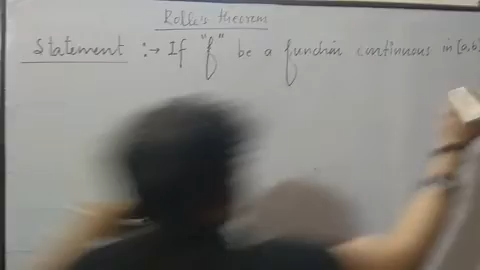 Rolle's theorem
Statement :→ If "f" be a function continuous in [a,b]